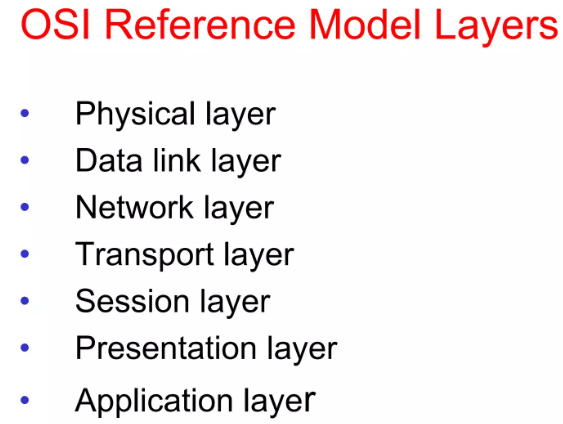 OSI Reference Model Layers
• Physical layer
• Data link layer
• Network layer
• Transport layer
• Session layer
• Presentation layer
• Application layer